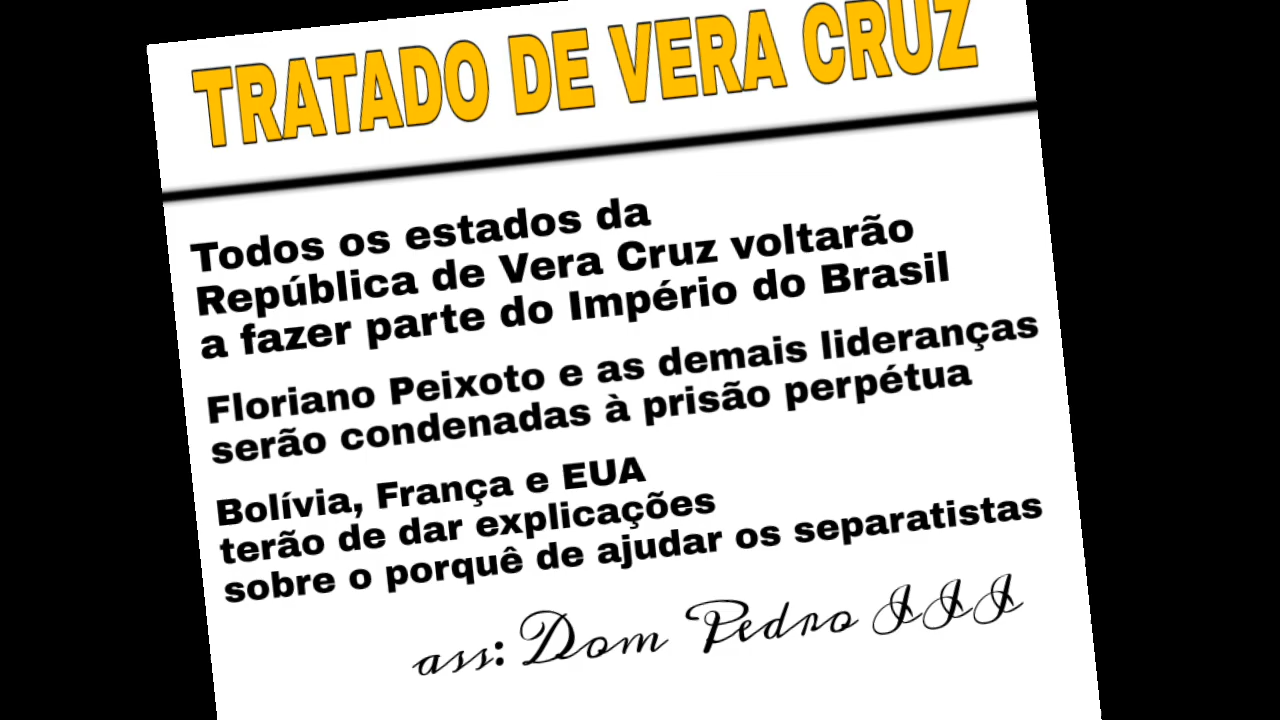 TRATADO DE VERA CRUZ
Todos os estados da
República de Vera Cruz voltarão
a fazer parte do Império do Brasil
Floriano Peixoto e as demais lideranças
serão condenadas à prisão perpétua
Bolívia, França e EUA
terão de dar explicações
sobre o porquê de ajudar os separatistas
ass: Dom Pedro III